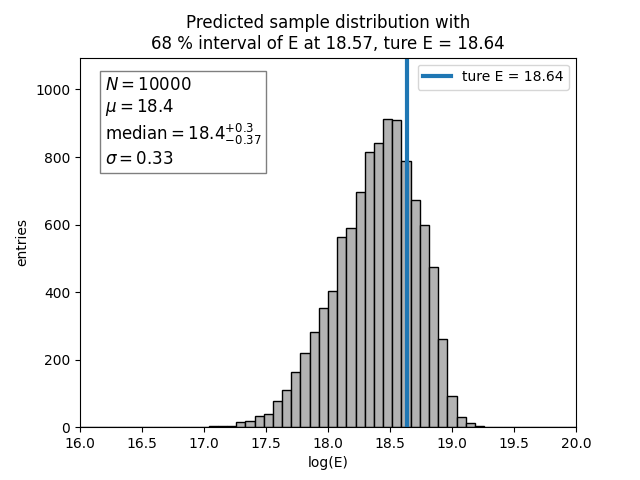 Predicted sample distribution with
68 % interval of E at 18.57, ture E = 18.64
N = 10000
μ = 18.4
median = 18.4^{+0.3}_{-0.37}
σ = 0.33
ture E = 18.64
entries
1000
800
600
400
200
0
16.0 16.5 17.0 17.5 18.0 18.5 19.0 19.5 20.0
log(E)